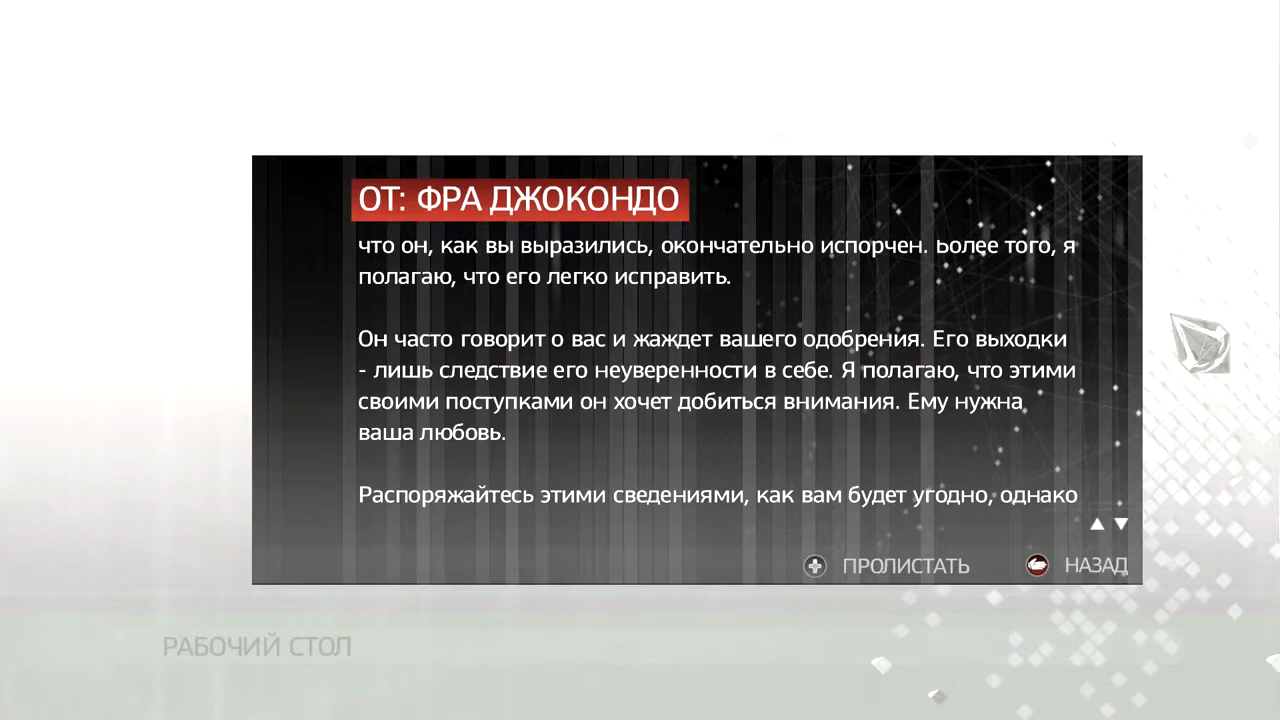 ОТ: ФРА ДЖОКОНДО
что он, как вы выразились, окончательно испорчен. Более того, я
полагаю, что его легко исправить.
Он часто говорит о вас и жаждет вашего одобрения. Его выходки
- лишь следствие его неуверенности в себе. Я полагаю, что этими
своими поступками он хочет добиться внимания. Ему нужна
ваша любовь.
Распоряжайтесь этими сведениями, как вам будет угодно, однако
ПРОЛИСТАТЬ
НАЗАД
РАБОЧИЙ СТОЛ